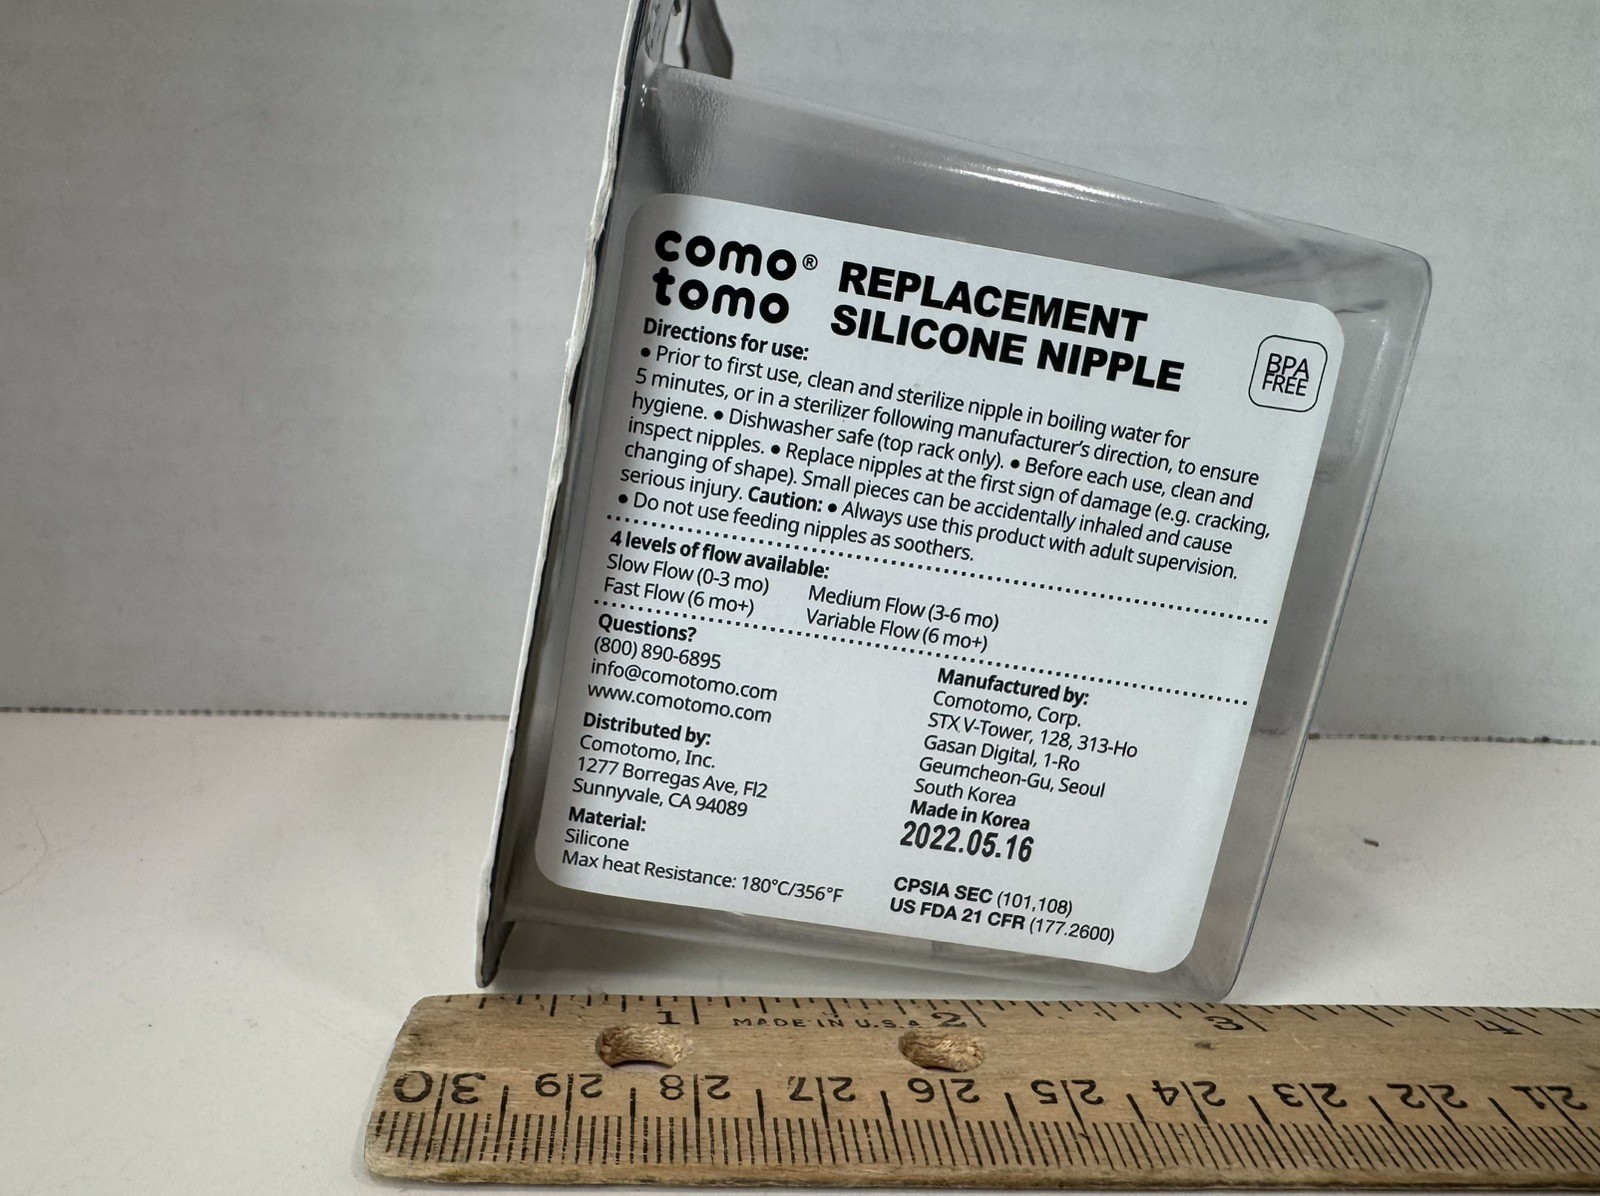 como®
tomo
REPLACEMENT
SILICONE NIPPLE
BPA
FREE
Directions for use:
• Prior to first use, clean and sterilize nipple in boiling water for
5 minutes, or in a sterilizer following manufacturer's direction, to ensure
hygiene. • Dishwasher safe (top rack only). • Before each use, clean and
inspect nipples. • Replace nipples at the first sign of damage (e.g. cracking,
changing of shape). Small pieces can be accidentally inhaled and cause
serious injury. Caution: • Always use this product with adult supervision.
• Do not use feeding nipples as soothers.
4 levels of flow available:
Slow Flow (0-3 mo) Medium Flow (3-6 mo)
Fast Flow (6 mo+) Variable Flow (6 mo+)
Questions?
(800) 890-6895
info@comotomo.com
www.comotomo.com
Distributed by:
Comotomo, Inc.
1277 Borregas Ave, Fl2
Sunnyvale, CA 94089
Material:
Silicone
Max heat Resistance: 180°C/356°F
Manufactured by:
Comotomo, Corp.
STX V-Tower, 128, 313-Ho
Gasan Digital, 1-Ro
Geumcheon-Gu, Seoul
South Korea
Made in Korea
2022.05.16
CPSIA SEC (101,108)
US FDA 21 CFR (177.2600)
1 MADE IN U.S.A 2 3 4
30 29 28 27 26 25 24 23 22 21